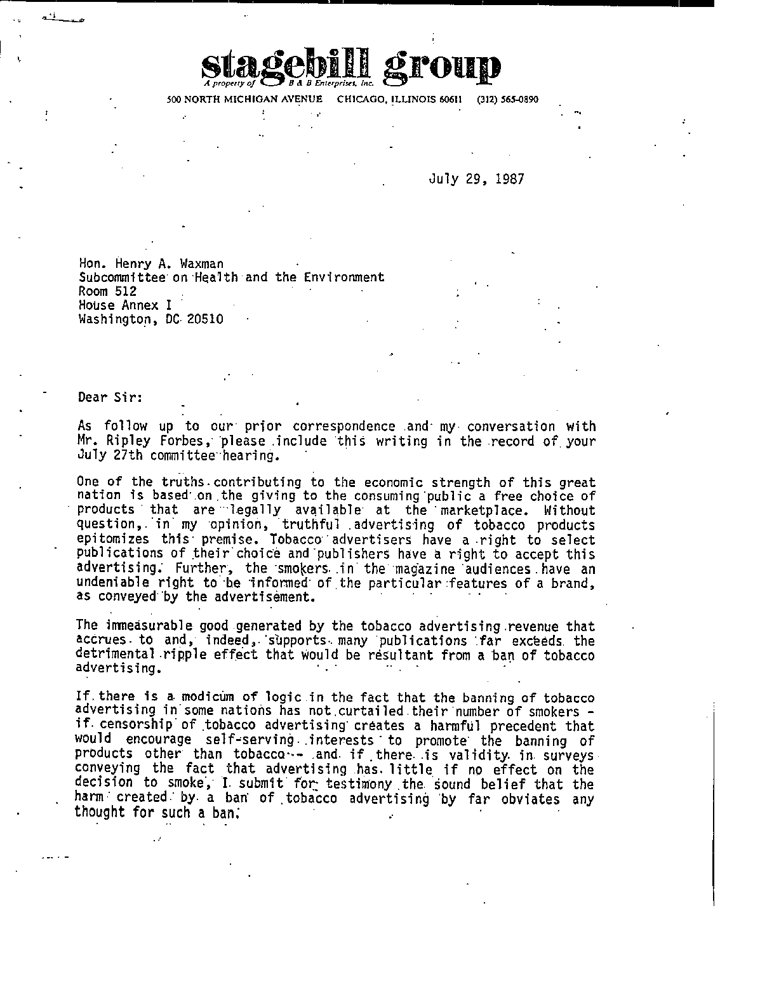 stagebill group
A property of B & B Enterprises, Inc.
500 NORTH MICHIGAN AVENUE CHICAGO, ILLINOIS 60611 (312) 565-0890
July 29, 1987
Hon. Henry A. Waxman
Subcommittee on Health and the Environment
Room 512
House Annex I
Washington, DC 20510
Dear Sir:
As follow up to our prior correspondence and my conversation with
Mr. Ripley Forbes, please include this writing in the record of your
July 27th committee hearing.
One of the truths contributing to the economic strength of this great
nation is based on the giving to the consuming public a free choice of
products that are legally available at the marketplace. Without
question, in my opinion, truthful advertising of tobacco products
epitomizes this premise. Tobacco advertisers have a right to select
publications of their choice and publishers have a right to accept this
advertising. Further, the smokers in the magazine audiences have an
undeniable right to be informed of the particular features of a brand,
as conveyed by the advertisement.
The immeasurable good generated by the tobacco advertising revenue that
accrues to and, indeed, supports many publications far exceeds the
detrimental ripple effect that would be resultant from a ban of tobacco
advertising.
If there is a modicum of logic in the fact that the banning of tobacco
advertising in some nations has not curtailed their number of smokers -
if censorship of tobacco advertising creates a harmful precedent that
would encourage self-serving interests to promote the banning of
products other than tobacco -- and if there is validity in surveys
conveying the fact that advertising has little if no effect on the
decision to smoke, I submit for testimony the sound belief that the
harm created by a ban of tobacco advertising by far obviates any
thought for such a ban.